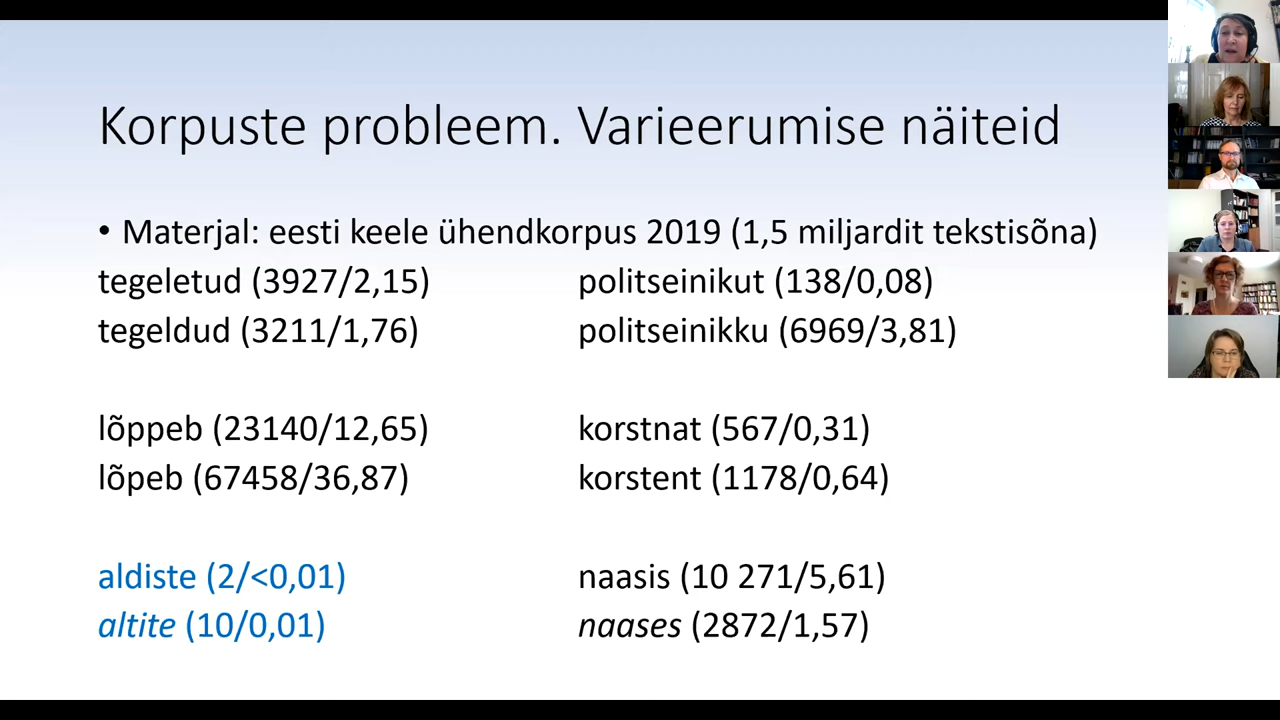 Korpuste probleem. Varieerumise näiteid
• Materjal: eesti keele ühendkorpus 2019 (1,5 miljardit tekstisõna)
tegeletud (3927/2,15)
tegeldud (3211/1,76)
lõppeb (23140/12,65)
lõpeb (67458/36,87)
aldiste (2/<0,01)
altite (10/0,01)
politseinikut (138/0,08)
politseinikku (6969/3,81)
korstnat (567/0,31)
korstent (1178/0,64)
naasis (10 271/5,61)
naases (2872/1,57)